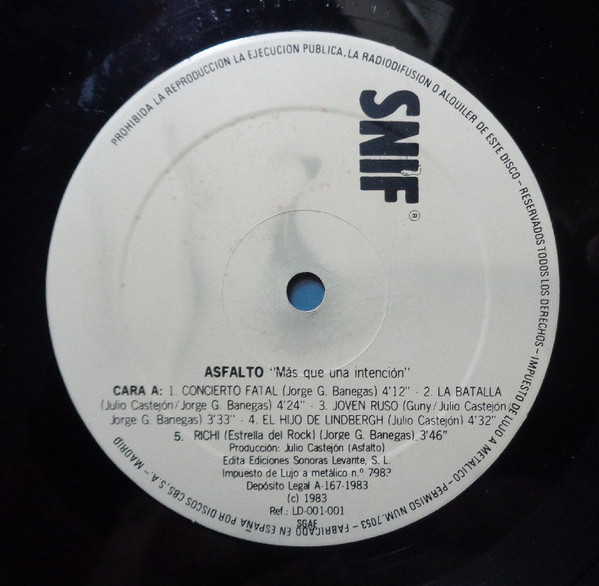 PROHIBIDA LA REPRODUCCION LA EJECUCION PUBLICA, LA RADIODIFUSION O ALQUILER DE ESTE DISCO - RESERVADOS TODOS LOS DERECHOS - IMPUESTO DE LUJO A METALICO - PERMISO NUM. 7053 - FABRICADO EN ESPAÑA POR DISCOS CBS, S.A. - MADRID
SNIF
®
ASFALTO "Más que una intención"
CARA A: 1. CONCIERTO FATAL (Jorge G. Banegas) 4'12" - 2. LA BATALLA
(Julio Castejón/Jorge G. Banegas) 4'24" - 3. JOVEN RUSO (Guny/Julio Castejón/
Jorge G. Banegas) 3'33" - 4. EL HIJO DE LINDBERGH (Julio Castejón) 4'32"
5. RICHI (Estrella del Rock) (Jorge G. Banegas) 3'46"
Producción: Julio Castejón (Asfalto)
Edita Ediciones Sonoras Levante, S. L.
Impuesto de Lujo a metálico n.º 7983
Depósito Legal A-167-1983
(c) 1983
Ref.: LD-001-001
SGAE